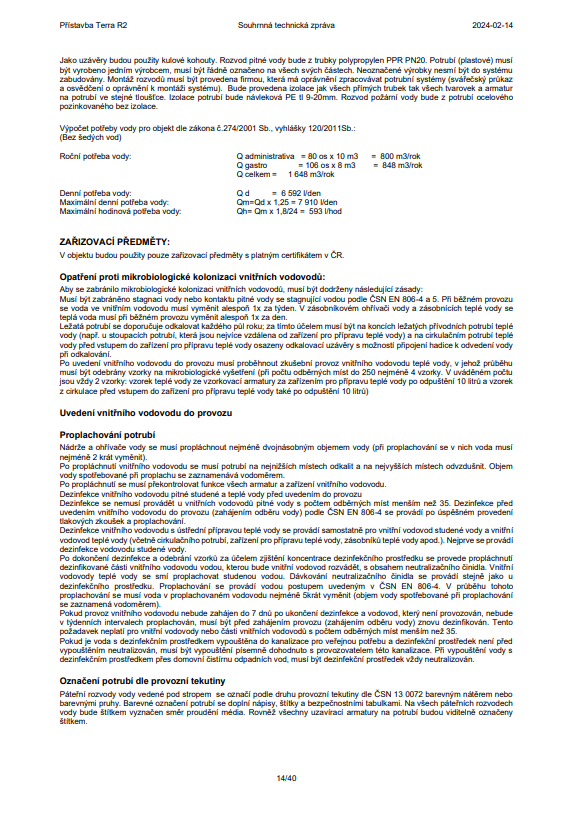 Přístavba Terra R2 Souhrnná technická zpráva 2024-02-14
Jako uzávěry budou použity kulové kohouty. Rozvod pitné vody bude z trubky polypropylen PPR PN20. Potrubí (plastové) musí
být vyrobeno jedním výrobcem, musí být řádně označeno na všech svých částech. Neoznačené výrobky nesmí být do systému
zabudovány. Montáž rozvodů musí být provedena firmou, která má oprávnění zpracovávat potrubní systémy (svářečský průkaz
a osvědčení o oprávnění k montáži systému). Bude provedena izolace jak všech přímých trubek tak všech tvarovek a armatur
na potrubí ve stejné tloušťce. Izolace potrubí bude návleková PE tl 9-20mm. Rozvod požární vody bude z potrubí ocelového
pozinkovaného bez izolace.
Výpočet potřeby vody pro objekt dle zákona č.274/2001 Sb., vyhlášky 120/2011Sb.:
(Bez šedých vod)
Roční potřeba vody: Q administrativa = 80 os x 10 m3 = 800 m3/rok
Q gastro = 106 os x 8 m3 = 848 m3/rok
Q celkem = 1 648 m3/rok
Denní potřeba vody: Q d = 6 592 l/den
Maximální denní potřeba vody: Qm=Qd x 1,25 = 7 910 l/den
Maximální hodinová potřeba vody: Qh= Qm x 1,8/24 = 593 l/hod
ZAŘIZOVACÍ PŘEDMĚTY:
V objektu budou použity pouze zařizovací předměty s platným certifikátem v ČR.
Opatření proti mikrobiologické kolonizaci vnitřních vodovodů:
Aby se zabránilo mikrobiologické kolonizaci vnitřních vodovodů, musí být dodrženy následující zásady:
Musí být zabráněno stagnaci vody nebo kontaktu pitné vody se stagnující vodou podle ČSN EN 806-4 a 5. Při běžném provozu
se voda ve vnitřním vodovodu musí vyměnit alespoň 1x za týden. V zásobníkovém ohřívači vody a zásobnících teplé vody se
teplá voda musí při běžném provozu vyměnit alespoň 1x za den.
Ležatá potrubí se doporučuje odkalovat každého půl roku; za tímto účelem musí být na koncích ležatých přívodních potrubí teplé
vody (např. u stoupacích potrubí, která jsou nejvíce vzdálena od zařízení pro přípravu teplé vody) a na cirkulačním potrubí teplé
vody před vstupem do zařízení pro přípravu teplé vody osazeny odkalovací uzávěry s možností připojení hadice k odvedení vody
při odkalování.
Po uvedení vnitřního vodovodu do provozu musí proběhnout zkušební provoz vnitřního vodovodu teplé vody, v jehož průběhu
musí být odebrány vzorky na mikrobiologické vyšetření (při počtu odběrných míst do 250 nejméně 4 vzorky. V uváděném počtu
jsou vždy 2 vzorky: vzorek teplé vody ze vzorkovací armatury za zařízením pro přípravu teplé vody po odpuštění 10 litrů a vzorek
z cirkulace před vstupem do zařízení pro přípravu teplé vody také po odpuštění 10 litrů)
Uvedení vnitřního vodovodu do provozu
Proplachování potrubí
Nádrže a ohřívače vody se musí propláchnout nejméně dvojnásobným objemem vody (při proplachování se v nich voda musí
nejméně 2 krát vyměnit).
Po propláchnutí vnitřního vodovodu se musí potrubí na nejnižších místech odkalit a na nejvyšších místech odvzdušnit. Objem
vody spotřebované při proplachu se zaznamenává vodoměrem.
Po propláchnutí se musí překontrolovat funkce všech armatur a zařízení vnitřního vodovodu.
Dezinfekce vnitřního vodovodu pitné studené a teplé vody před uvedením do provozu
Dezinfekce se nemusí provádět u vnitřních vodovodů pitné vody s počtem odběrných míst menším než 35. Dezinfekce před
uvedením vnitřního vodovodu do provozu (zahájením odběru vody) podle ČSN EN 806-4 se provádí po úspěšném provedení
tlakových zkoušek a proplachování.
Dezinfekce vnitřního vodovodu s ústřední přípravou teplé vody se provádí samostatně pro vnitřní vodovod studené vody a vnitřní
vodovod teplé vody (včetně cirkulačního potrubí, zařízení pro přípravu teplé vody, zásobníků teplé vody apod.). Nejprve se provádí
dezinfekce vodovodu studené vody.
Po dokončení dezinfekce a odebrání vzorků za účelem zjištění koncentrace dezinfekčního prostředku se provede propláchnutí
dezinfikované části vnitřního vodovodu vodou, kterou bude vnitřní vodovod rozvádět, s obsahem neutralizačního činidla. Vnitřní
vodovody teplé vody se smí proplachovat studenou vodou. Dávkování neutralizačního činidla se provádí stejně jako u
dezinfekčního prostředku. Proplachování se provádí vodou postupem uvedeným v ČSN EN 806-4. V průběhu tohoto
proplachování se musí voda v proplachovaném vodovodu nejméně 5krát vyměnit (objem vody spotřebované při proplachování
se zaznamená vodoměrem).
Pokud provoz vnitřního vodovodu nebude zahájen do 7 dnů po ukončení dezinfekce a vodovod, který není provozován, nebude
v týdenních intervalech proplachován, musí být před zahájením provozu (zahájením odběru vody) znovu dezinfikován. Tento
požadavek neplatí pro vnitřní vodovody nebo části vnitřních vodovodů s počtem odběrných míst menším než 35.
Pokud je voda s dezinfekčním prostředkem vypouštěna do kanalizace pro veřejnou potřebu a dezinfekční prostředek není před
vypouštěním neutralizován, musí být vypouštění písemně dohodnuto s provozovatelem této kanalizace. Při vypouštění vody s
dezinfekčním prostředkem přes domovní čistírnu odpadních vod, musí být dezinfekční prostředek vždy neutralizován.
Označení potrubí dle provozní tekutiny
Páteřní rozvody vody vedené pod stropem se označí podle druhu provozní tekutiny dle ČSN 13 0072 barevným nátěrem nebo
barevnými pruhy. Barevné označení potrubí se doplní nápisy, štítky a bezpečnostními tabulkami. Na všech páteřních rozvodech
vody bude štítkem vyznačen směr proudění média. Rovněž všechny uzavírací armatury na potrubí budou viditelně označeny
štítkem.
14/40